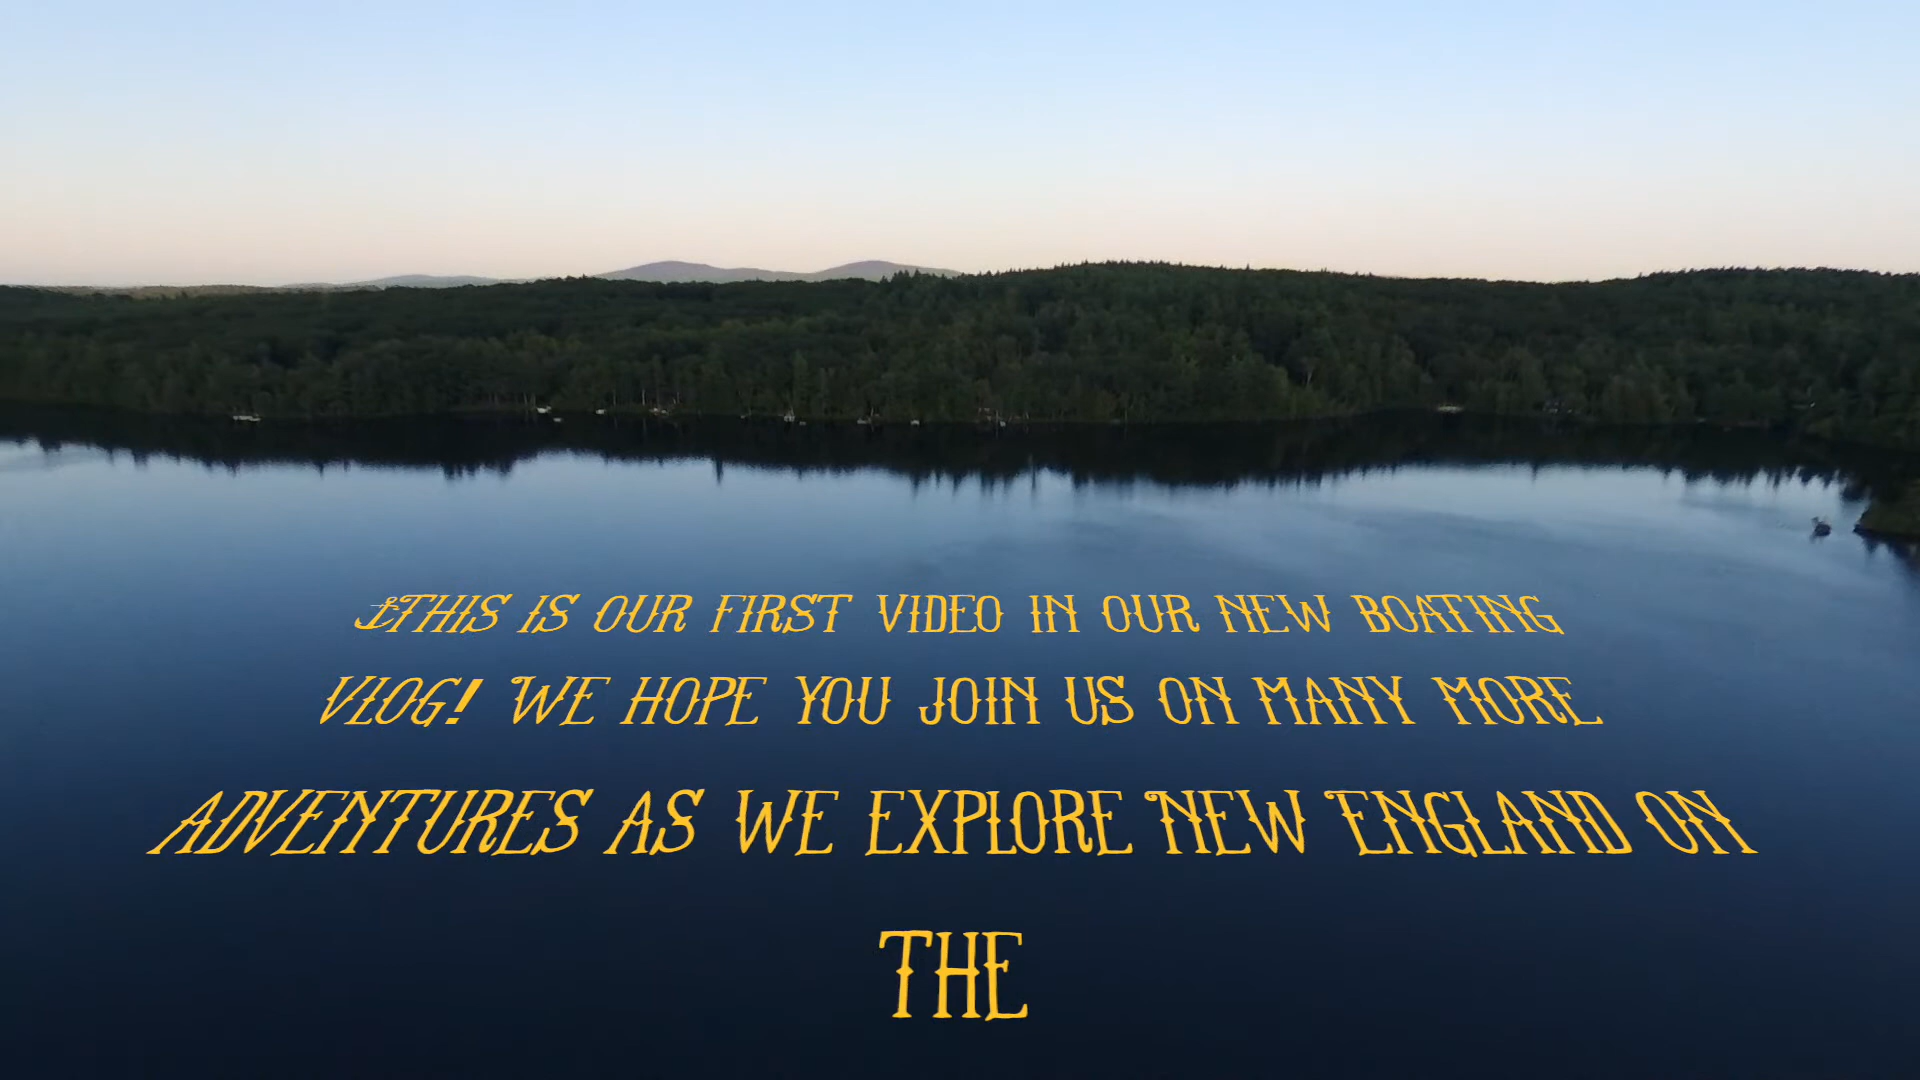 This is our first video in our new boating
vlog! We hope you join us on many more
adventures as we explore New England on
the